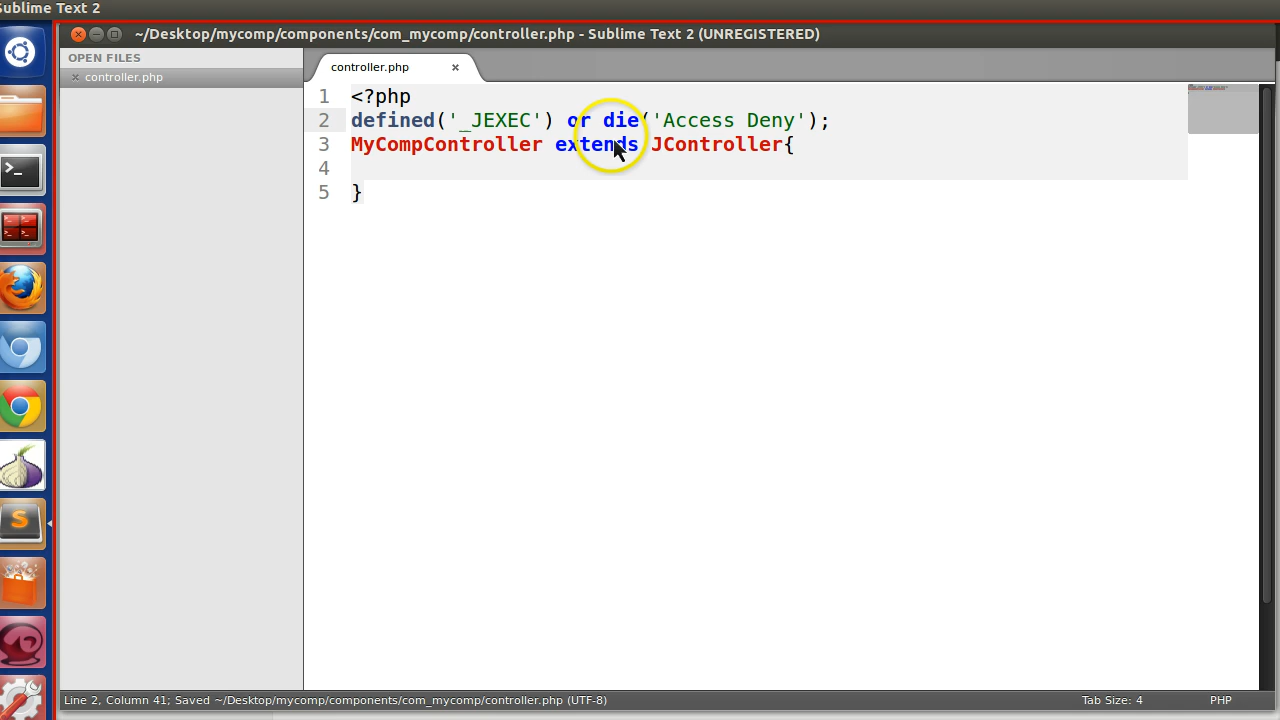 Sublime Text 2
~/Desktop/mycomp/components/com_mycomp/controller.php - Sublime Text 2 (UNREGISTERED)
OPEN FILES
controller.php
controller.php
1 <?php
2 defined('_JEXEC') or die('Access Deny');
3 MyCompController extends JController{
4
5 }
Line 2, Column 41; Saved ~/Desktop/mycomp/components/com_mycomp/controller.php (UTF-8)
Tab Size: 4
PHP